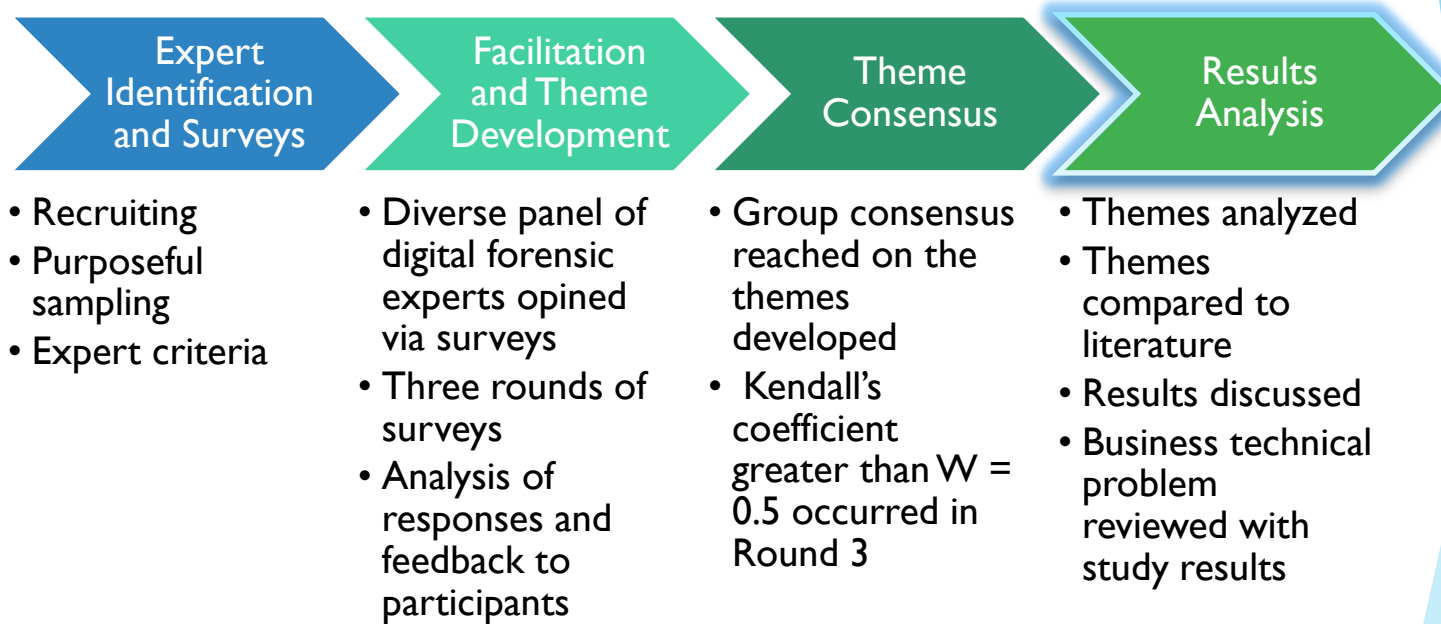 Expert
Identification
and Surveys
• Recruiting
• Purposeful
sampling
• Expert criteria
Facilitation
and Theme
Development
• Diverse panel of
digital forensic
experts opined
via surveys
• Three rounds of
surveys
• Analysis of
responses and
feedback to
participants
Theme
Consensus
• Group consensus
reached on the
themes
developed
• Kendall's
coefficient
greater than W =
0.5 occurred in
Round 3
Results
Analysis
• Themes analyzed
• Themes
compared to
literature
• Results discussed
• Business technical
problem
reviewed with
study results